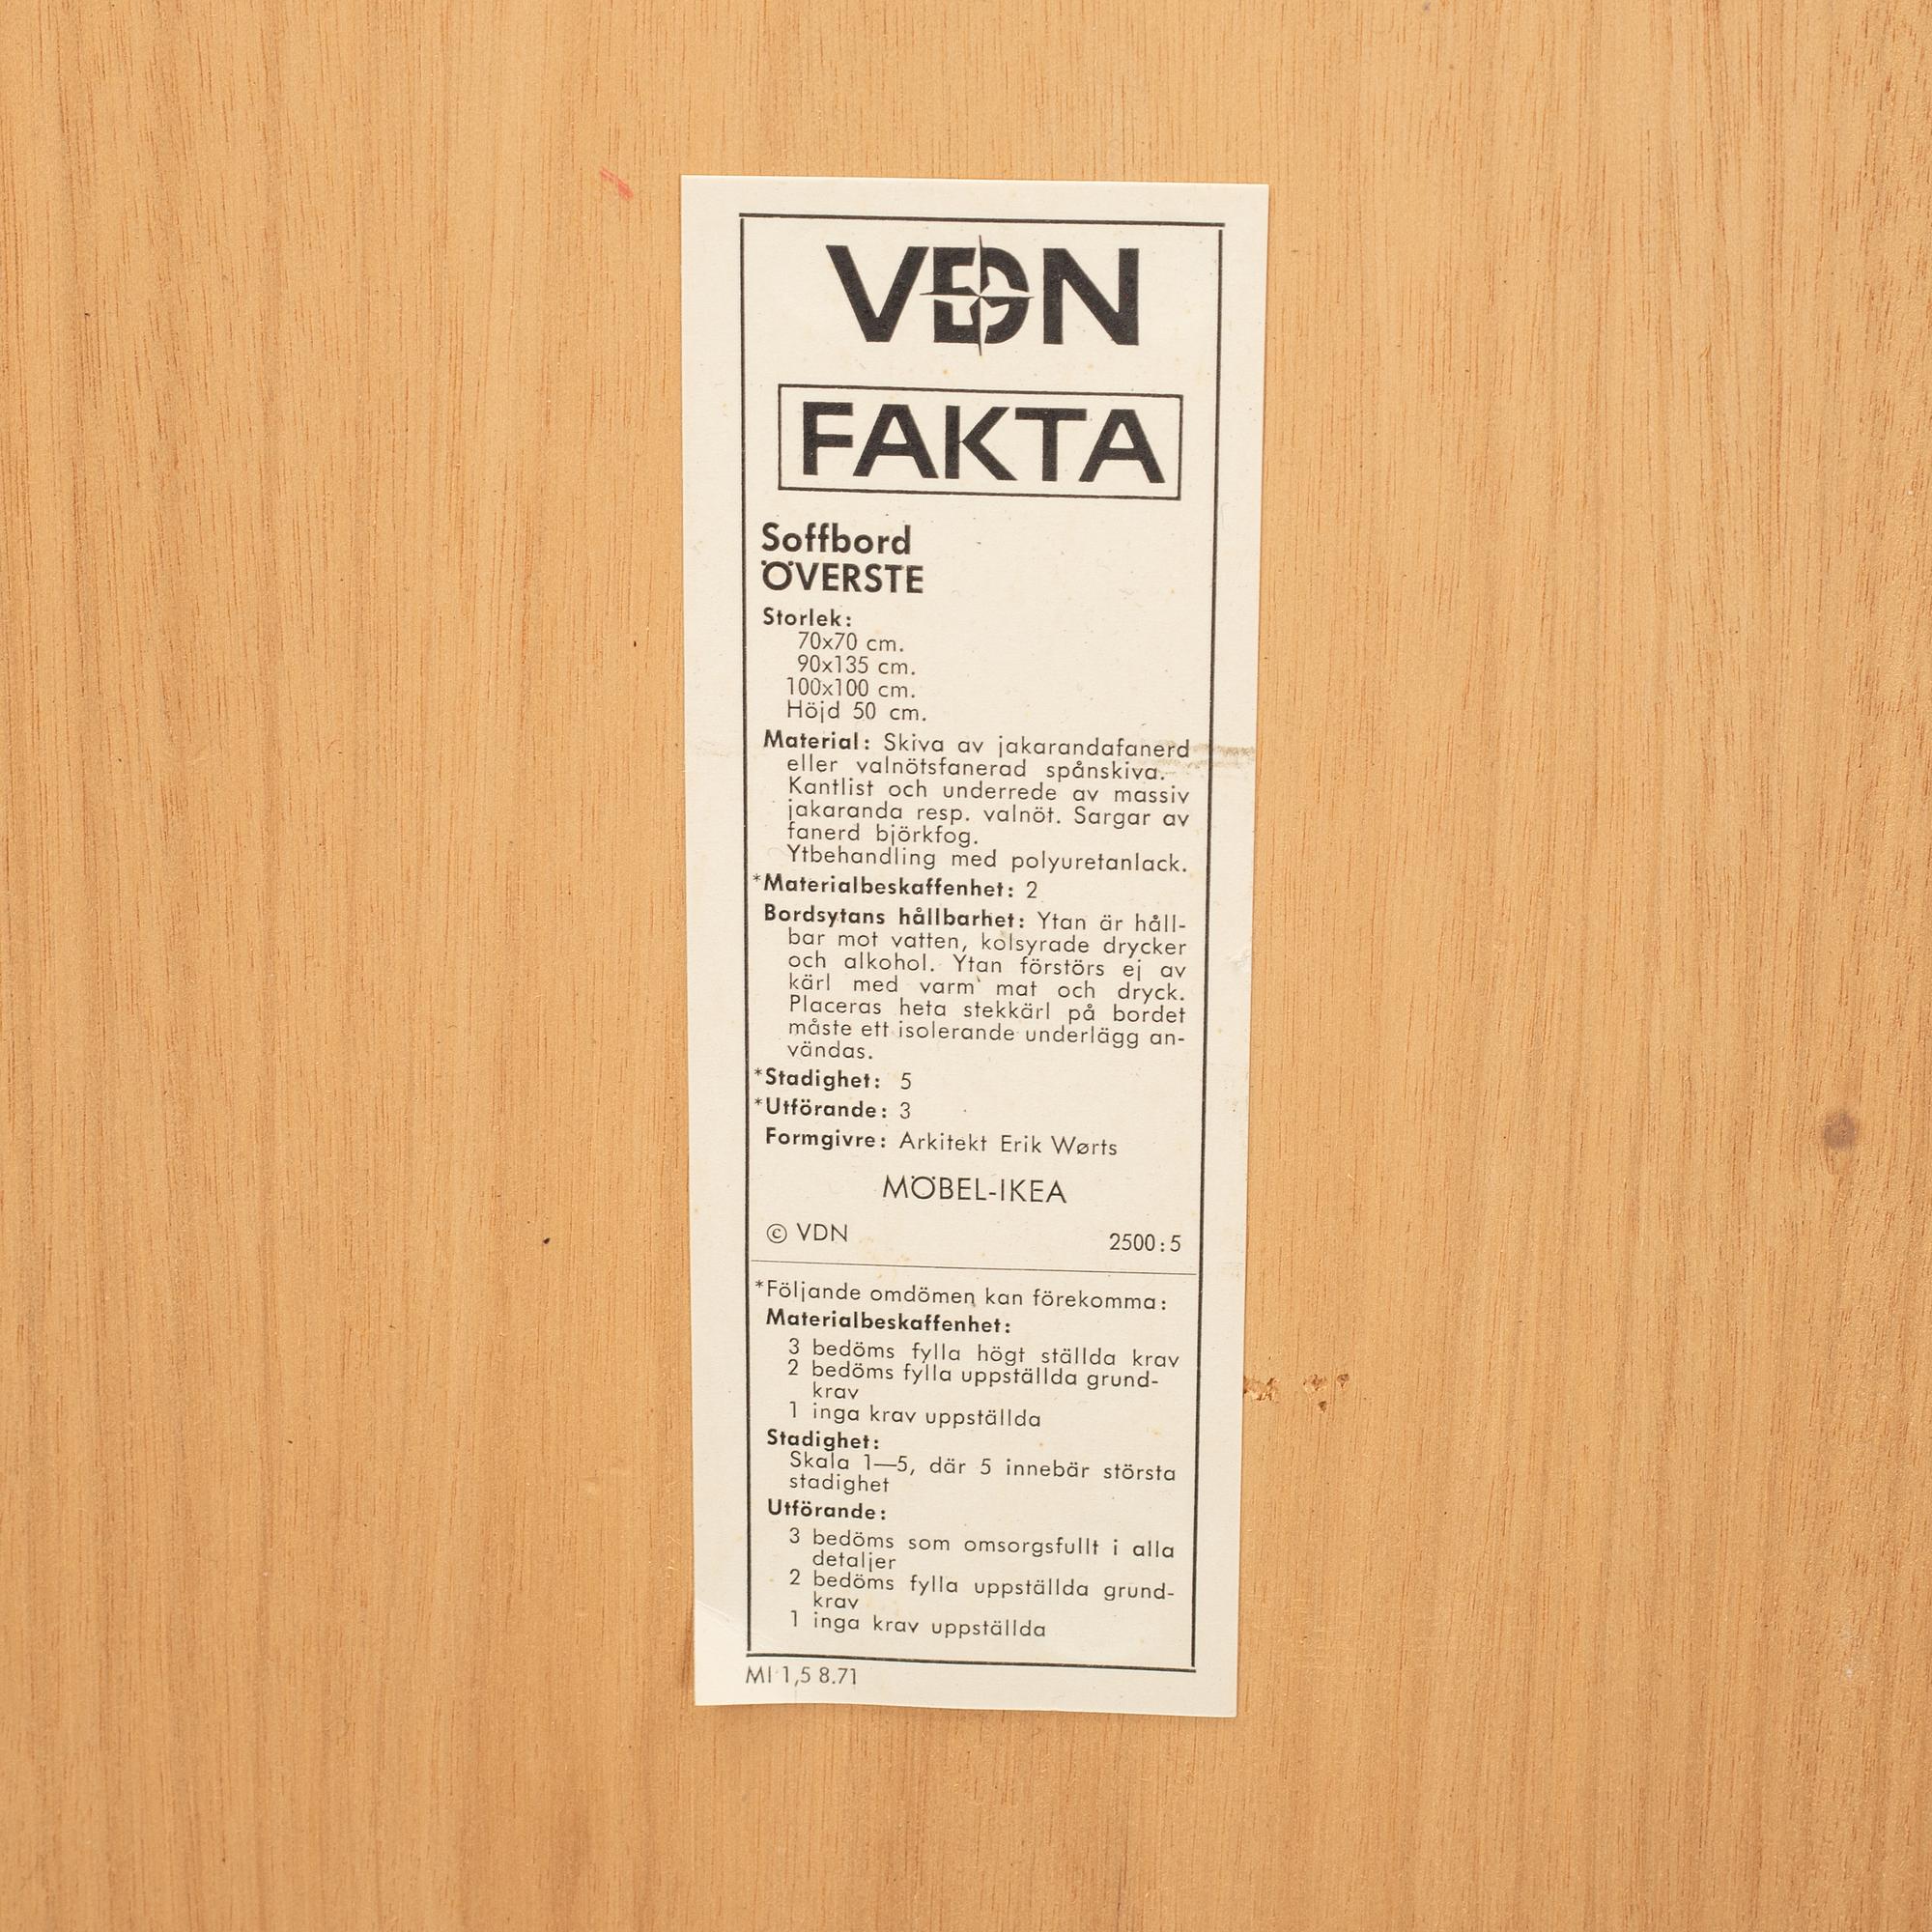 VDN
FAKTA
Soffbord
ÖVERSTE
Storlek:
70x70 cm.
90x135 cm.
100x100 cm.
Höjd 50 cm.
Material: Skiva av jakarandafanerd
eller valnötsfanerad spånskiva.
Kantlist och underrede av massiv
jakaranda resp. valnöt. Sargar av
fanerd björkfog.
Ytbehandling med polyuretanlack.
*Materialbeskaffenhet: 2
Bordsytans hållbarhet: Ytan är håll-
bar mot vatten, kolsyrade drycker
och alkohol. Ytan förstörs ej av
kärl med varm mat och dryck.
Placeras heta stekkärl på bordet
måste ett isolerande underlägg an-
vändas.
*Stadighet: 5
*Utförande: 3
Formgivre: Arkitekt Erik Wørts
MÖBEL-IKEA
© VDN 2500:5
*Följande omdömen kan förekomma:
Materialbeskaffenhet:
3 bedöms fylla högt ställda krav
2 bedöms fylla uppställda grund-
krav
1 inga krav uppställda
Stadighet:
Skala 1—5, där 5 innebär största
stadighet
Utförande:
3 bedöms som omsorgsfullt i alla
detaljer
2 bedöms fylla uppställda grund-
krav
1 inga krav uppställda
MI 1,5 8.71